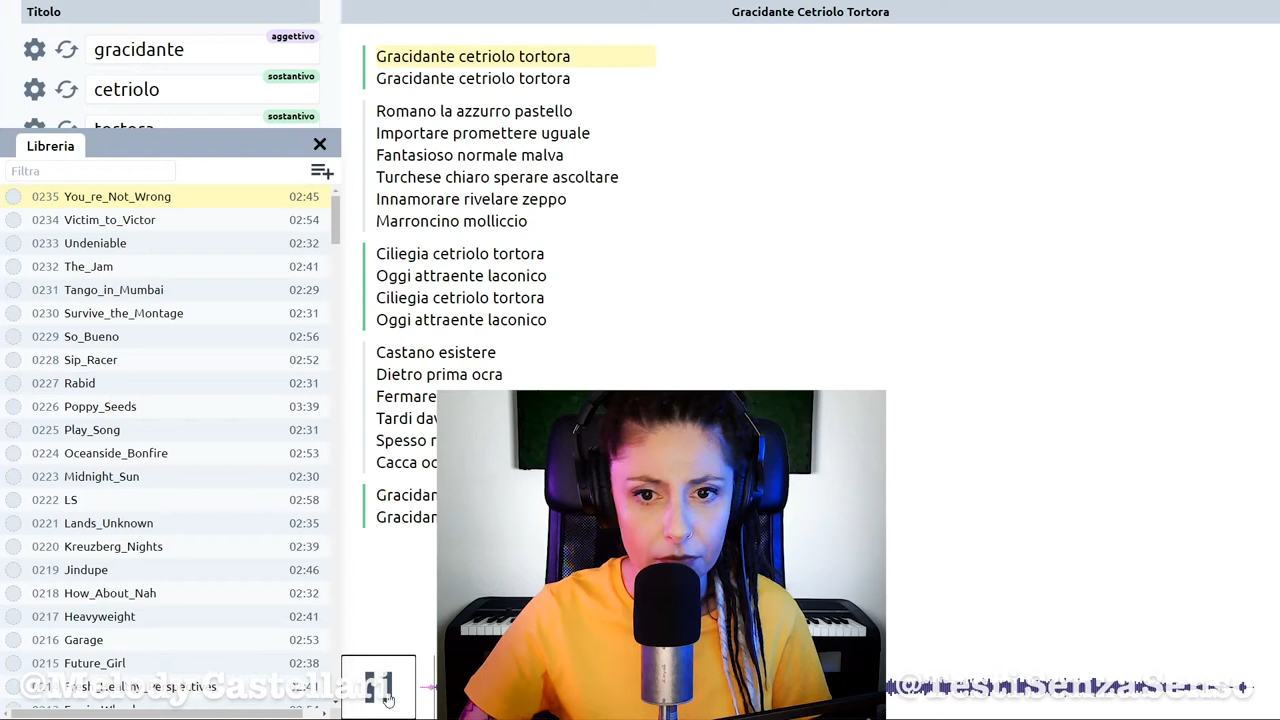 Titolo
Gracidante Cetriolo Tortora
aggettivo
gracidante
sostantivo
cetriolo
sostantivo
tortora
Libreria
Filtra
0235 You_re_Not_Wrong 02:45
0234 Victim_to_Victor 02:54
0233 Undeniable 02:32
0232 The_Jam 02:41
0231 Tango_in_Mumbai 02:29
0230 Survive_the_Montage 02:31
0229 So_Bueno 02:56
0228 Sip_Racer 02:52
0227 Rabid 02:31
0226 Poppy_Seeds 03:39
0225 Play_Song 02:31
0224 Oceanside_Bonfire 02:53
0223 Midnight_Sun 02:30
0222 LS 02:58
0221 Lands_Unknown 02:35
0220 Kreuzberg_Nights 02:39
0219 Jindupe 02:46
0218 How_About_Nah 02:32
0217 Heavyweight 02:41
0216 Garage 02:53
0215 Future_Girl 02:38
Gracidante cetriolo tortora
Gracidante cetriolo tortora
Romano la azzurro pastello
Importare promettere uguale
Fantasioso normale malva
Turchese chiaro sperare ascoltare
Innamorare rivelare zeppo
Marroncino molliccio
Ciliegia cetriolo tortora
Oggi attraente laconico
Ciliegia cetriolo tortora
Oggi attraente laconico
Castano esistere
Dietro prima ocra
Fermare
Tardi
Spesso
Cacca
@TestiSenzaSenso